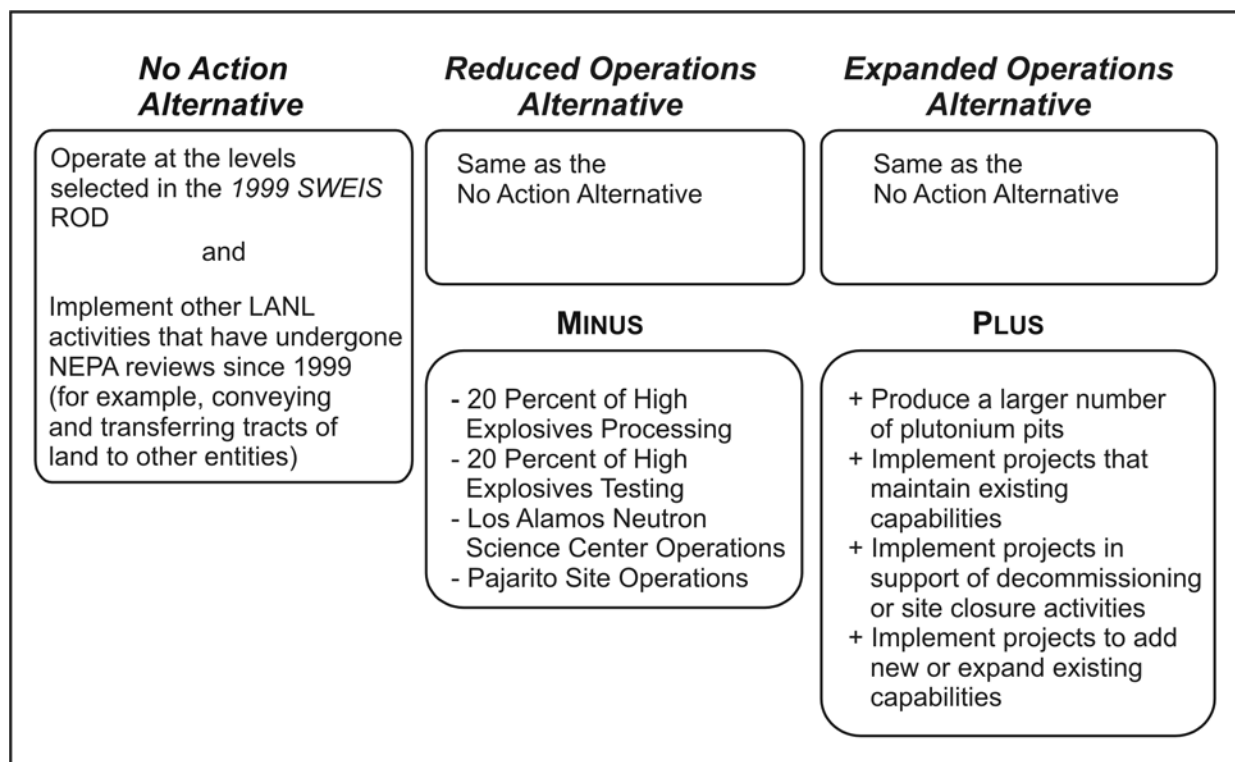 No Action
Alternative
Operate at the levels
selected in the 1999 SWEIS
ROD
and
Implement other LANL
activities that have undergone
NEPA reviews since 1999
(for example, conveying
and transferring tracts of
land to other entities)
Reduced Operations
Alternative
Same as the
No Action Alternative
MINUS
- 20 Percent of High
Explosives Processing
- 20 Percent of High
Explosives Testing
- Los Alamos Neutron
Science Center Operations
- Pajarito Site Operations
Expanded Operations
Alternative
Same as the
No Action Alternative
PLUS
+ Produce a larger number
of plutonium pits
+ Implement projects that
maintain existing
capabilities
+ Implement projects in
support of decommissioning
or site closure activities
+ Implement projects to add
new or expand existing
capabilities